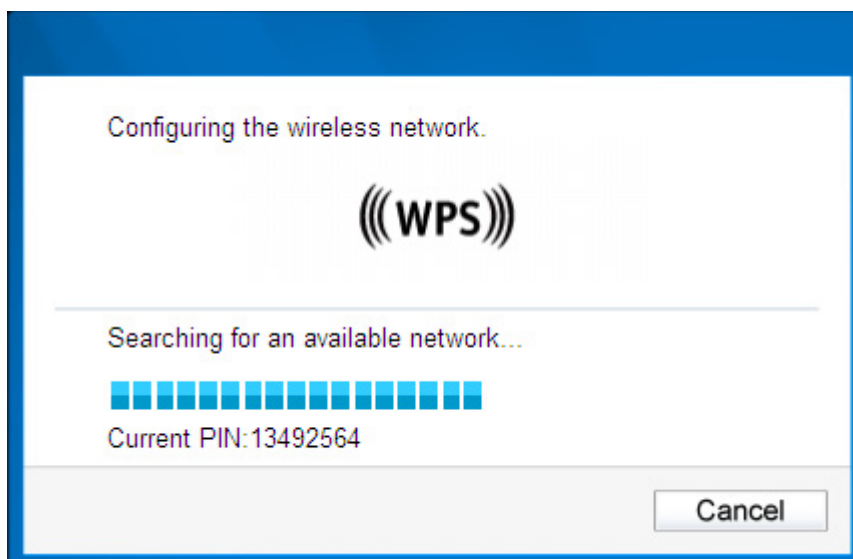 Configuring the wireless network.
WPS
Searching for an available network...
Current PIN:13492564
Cancel